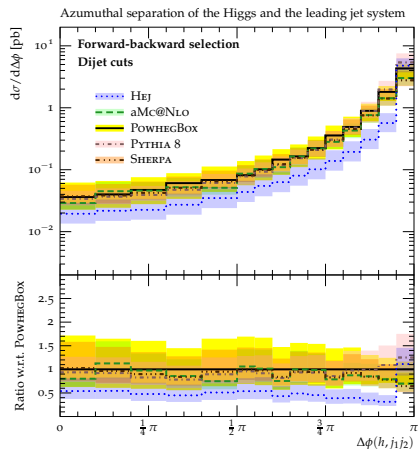 Azumuthal separation of the Higgs and the leading jet system
dσ/dΔϕ [pb]
10¹
1
10⁻¹
10⁻²
Forward-backward selection
Dijet cuts
HEJ
aMC@NLO
POWHEGBOX
PYTHIA 8
SHERPA
Ratio w.r.t. POWHEGBOX
2.5
2
1.5
1
0.5
0
1/4 π
1/2 π
3/4 π
π
Δϕ(h, j₁j₂)